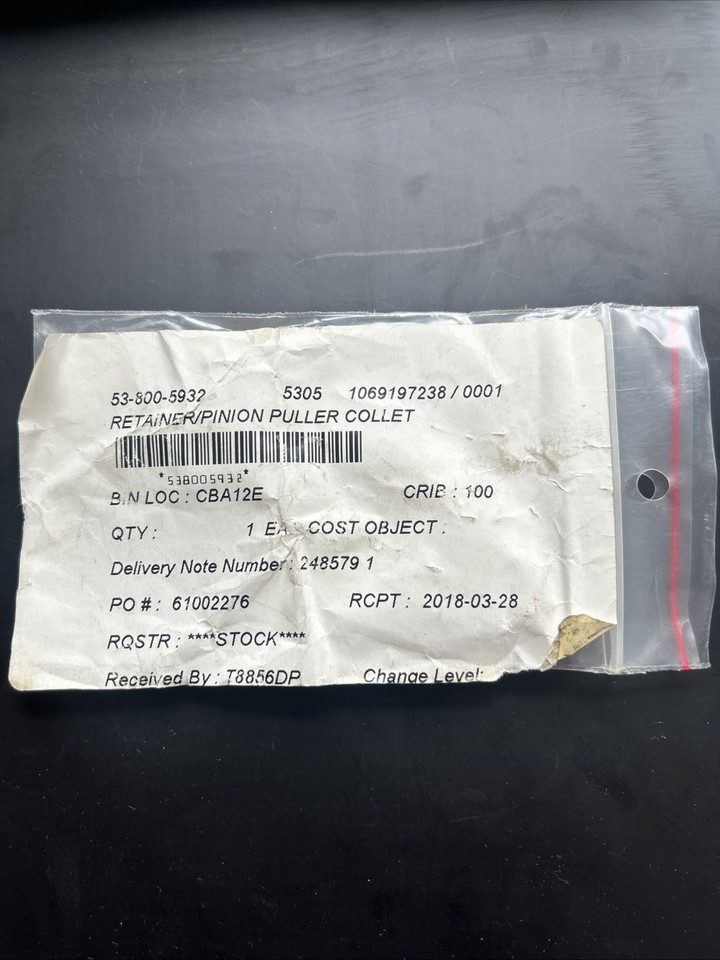 53-800-5932 5305 1069197238 / 0001
RETAINER/PINION PULLER COLLET
*538005932*
BIN LOC : CBA12E CRIB : 100
QTY : 1 EA COST OBJECT :
Delivery Note Number : 248579 1
PO # : 61002276 RCPT : 2018-03-28
RQSTR : ****STOCK****
Received By : T8856DP Change Level: